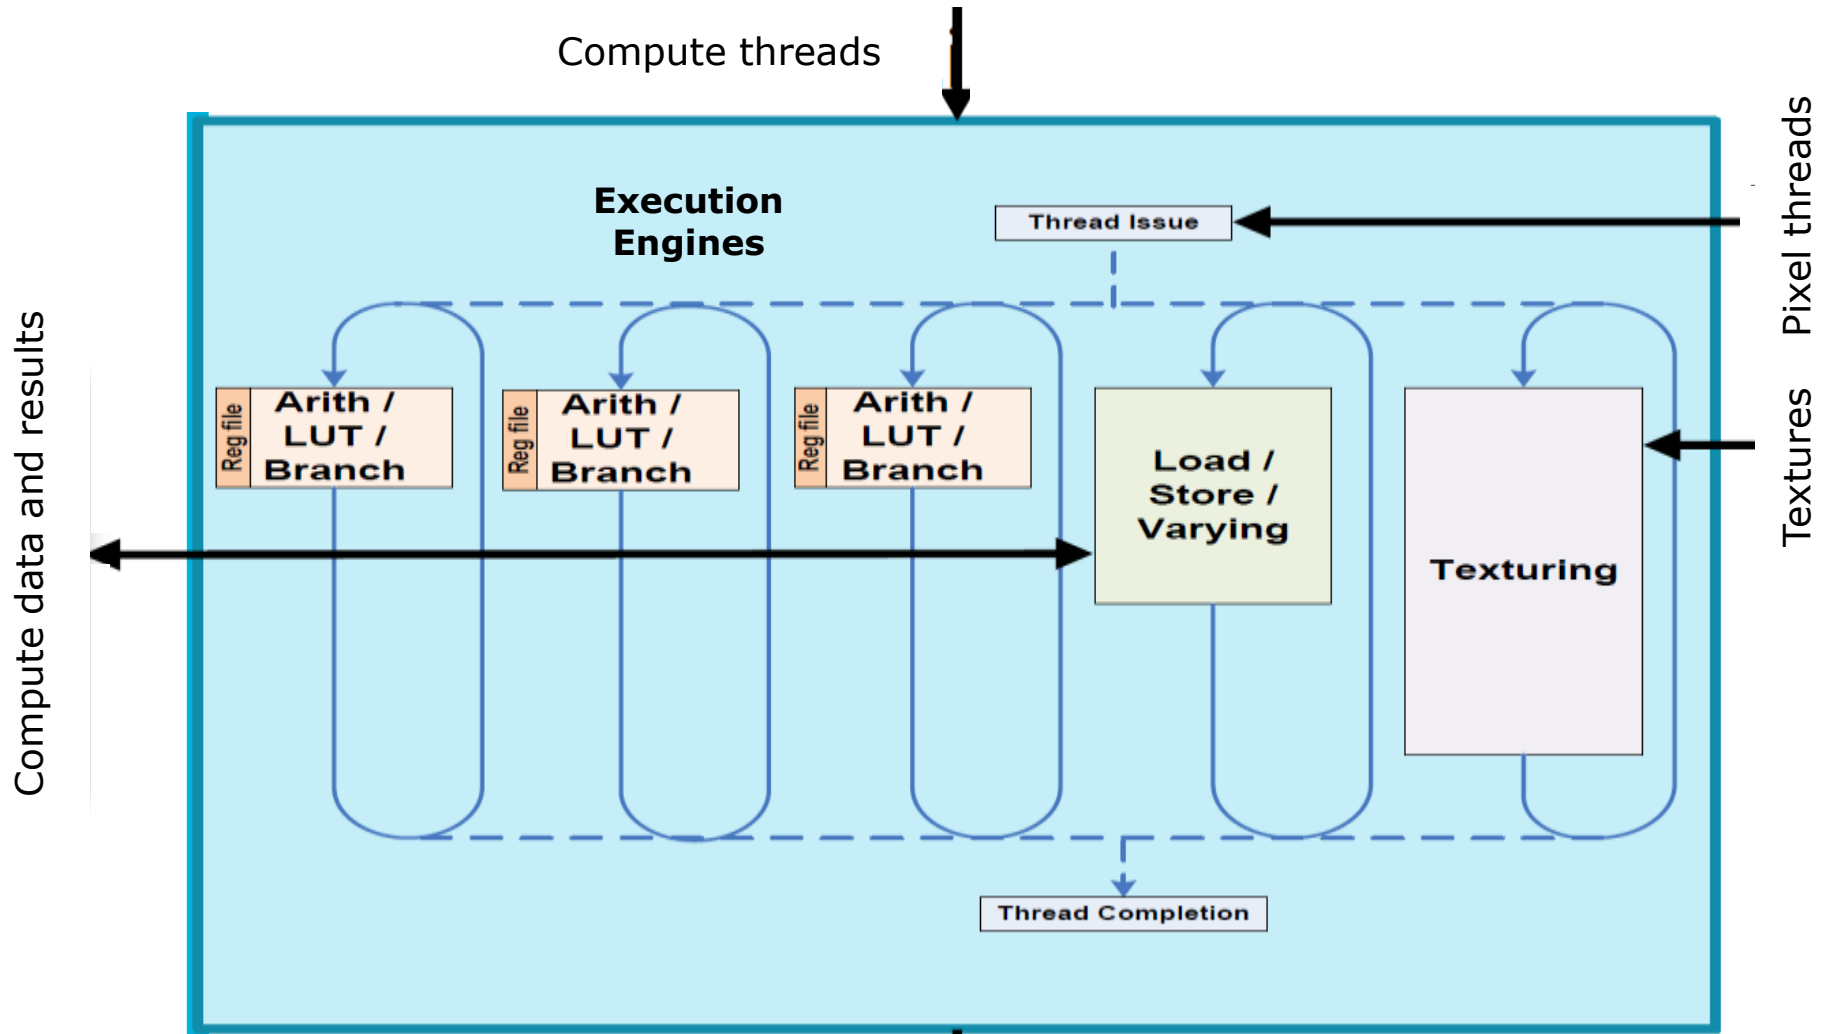 Compute threads
Execution
Engines
Thread Issue
Pixel threads
Textures
Compute data and results
Reg file
Arith /
LUT /
Branch
Reg file
Arith /
LUT /
Branch
Reg file
Arith /
LUT /
Branch
Load /
Store /
Varying
Texturing
Thread Completion